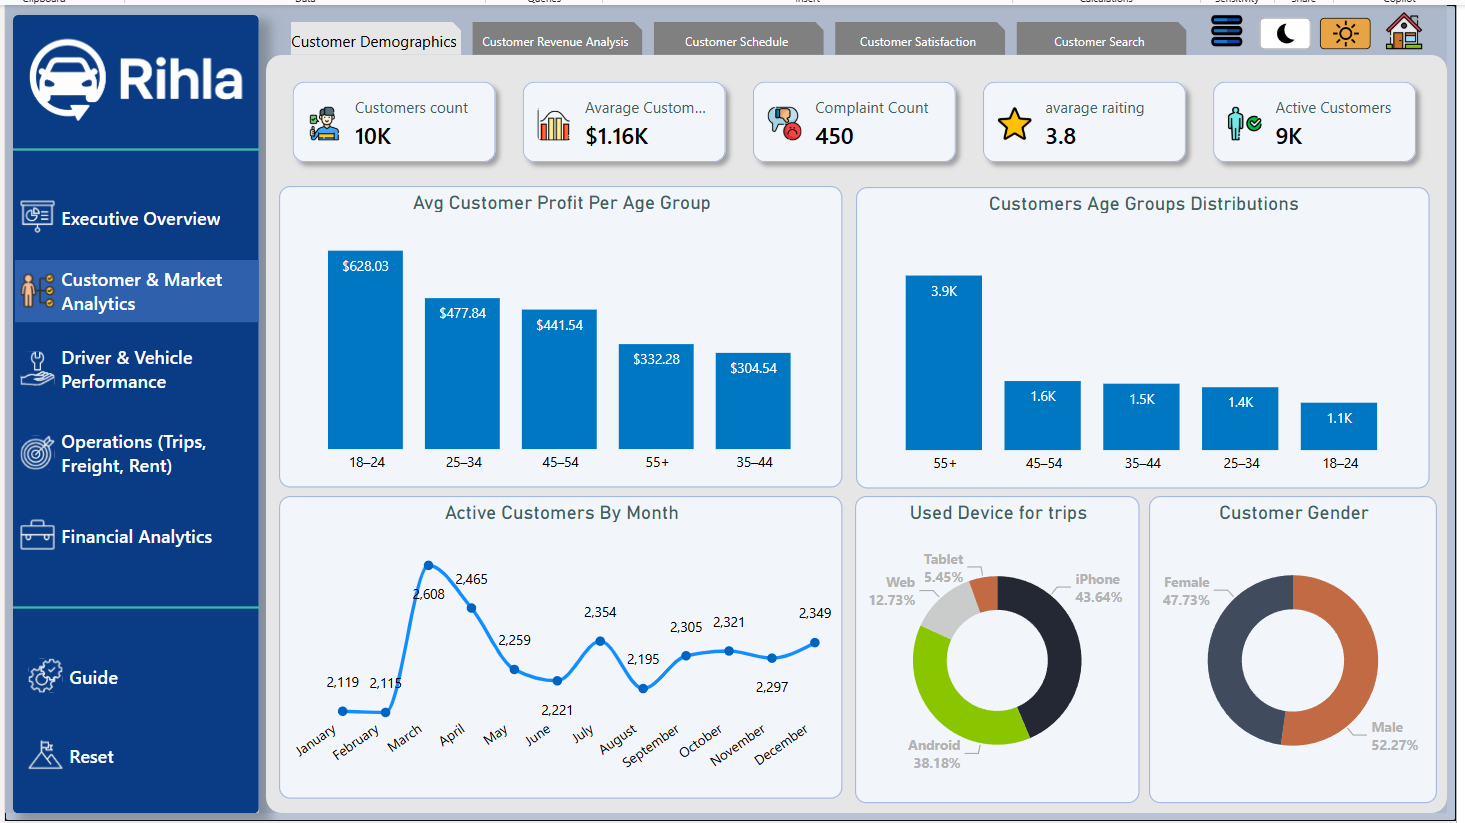 Clipboard
Data
Queries
Insert
Calculations
Sensitivity
Share
Copilot
Rihla
Customer Demographics
Customer Revenue Analysis
Customer Schedule
Customer Satisfaction
Customer Search
Executive Overview
Customer & Market
Analytics
Driver & Vehicle
Performance
Operations (Trips,
Freight, Rent)
Financial Analytics
Guide
Reset
Customers count
10K
Avarage Custom...
$1.16K
Complaint Count
450
avarage raiting
3.8
Active Customers
9K
Avg Customer Profit Per Age Group
$628.03
$477.84
$441.54
$332.28
$304.54
18–24
25–34
45–54
55+
35–44
Customers Age Groups Distributions
3.9K
1.6K
1.5K
1.4K
1.1K
55+
45–54
35–44
25–34
18–24
Active Customers By Month
2,119
2,115
2,608
2,465
2,259
2,221
2,354
2,195
2,305
2,321
2,297
2,349
January
February
March
April
May
June
July
August
September
October
November
December
Used Device for trips
Tablet
5.45%
Web
12.73%
iPhone
43.64%
Android
38.18%
Customer Gender
Female
47.73%
Male
52.27%